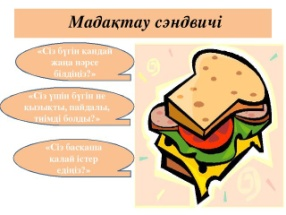 Мадақтау сэндвичі
«Сіз бүгін қандай
жаңа нәрсе
білдіңіз?»
«Сіз үшін бүгін не
қызықты, пайдалы,
тиімді болды?»
«Сіз басқаша
қалай істер
едіңіз?»